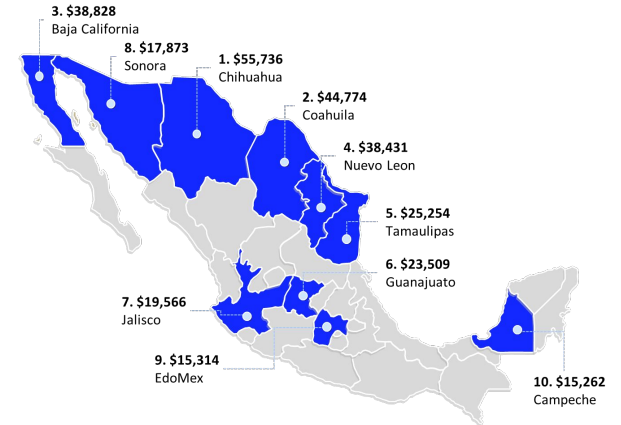 3. $38,828
Baja California
8. $17,873
Sonora
1. $55,736
Chihuahua
2. $44,774
Coahuila
4. $38,431
Nuevo Leon
5. $25,254
Tamaulipas
6. $23,509
Guanajuato
7. $19,566
Jalisco
9. $15,314
EdoMex
10. $15,262
Campeche